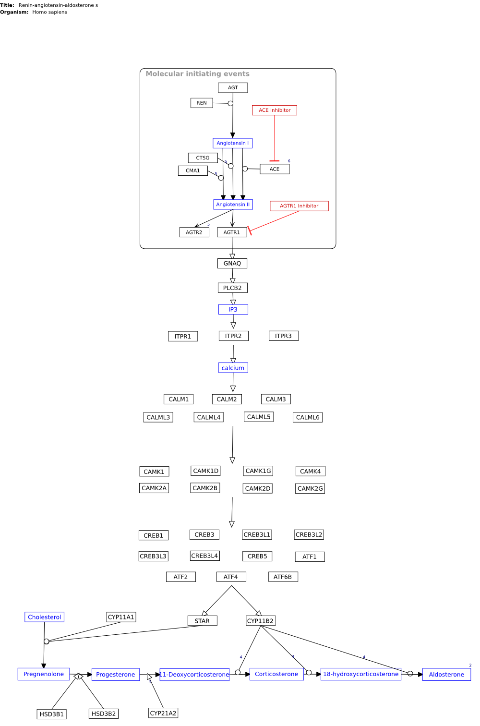 Title: Renin-angiotensin-aldosterone s
Organism: Homo sapiens
Molecular initiating events
AGT
REN
ACE inhibitor
Angiotensin I
CTSG
CMA1
ACE
Angiotensin II
AGTR1 inhibitor
AGTR2 AGTR1
GNAQ
PLCB2
IP3
ITPR1 ITPR2 ITPR3
calcium
CALM1 CALM2 CALM3
CALML3 CALML4 CALML5 CALML6
CAMK1 CAMK1D CAMK1G CAMK4
CAMK2A CAMK2B CAMK2D CAMK2G
CREB1 CREB3 CREB3L1 CREB3L2
CREB3L3 CREB3L4 CREB5 ATF1
ATF2 ATF4 ATF6B
Cholesterol CYP11A1 STAR CYP11B2
Pregnenolone Progesterone 11-Deoxycorticosterone Corticosterone 18-hydroxycorticosterone Aldosterone
HSD3B1 HSD3B2 CYP21A2